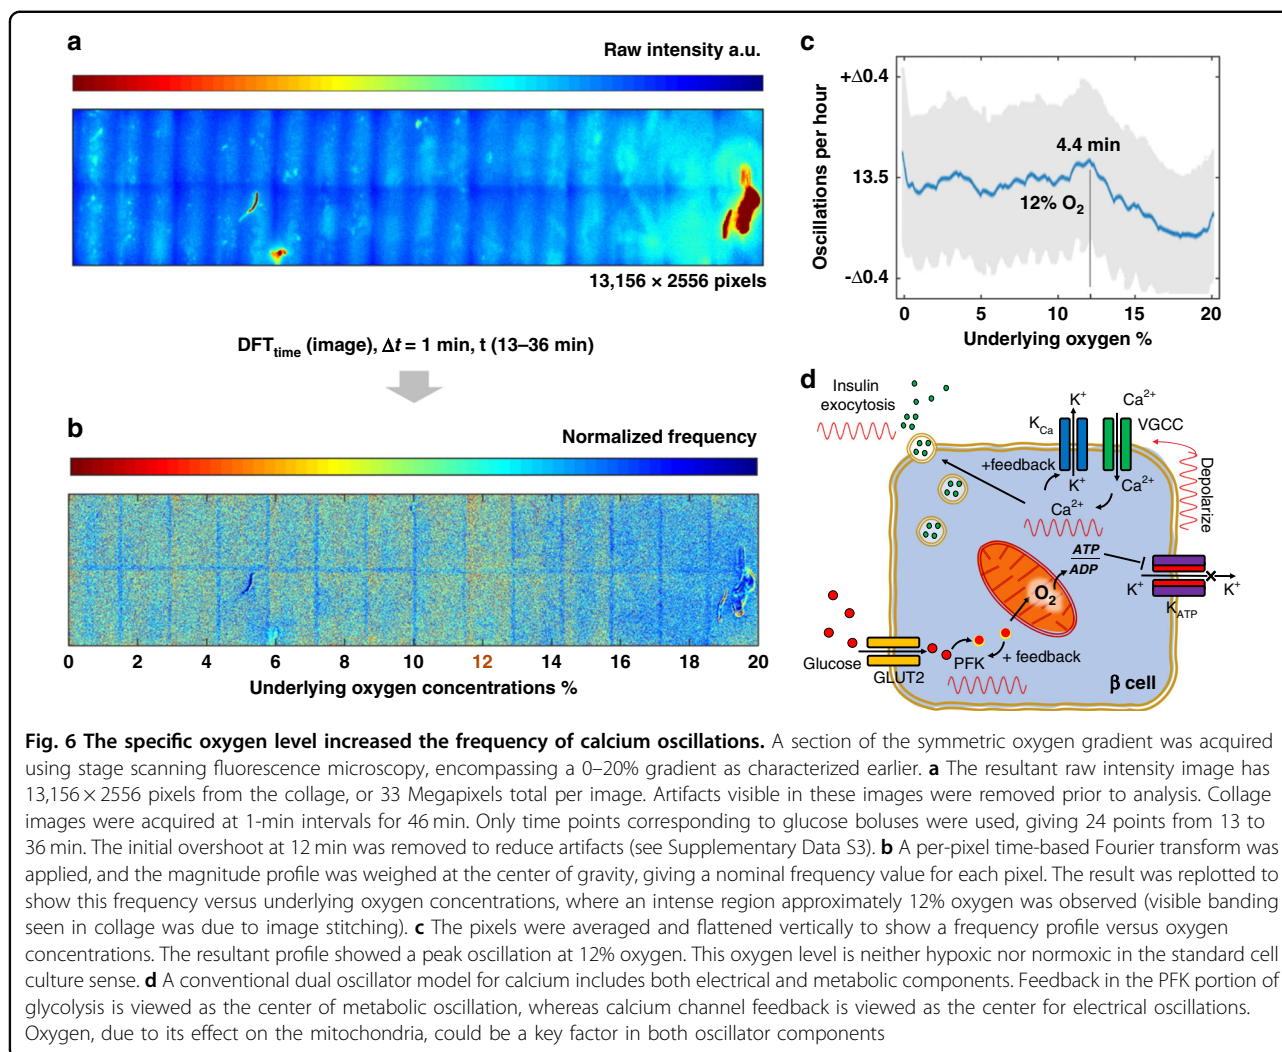 a
Raw intensity a.u.
13,156 × 2556 pixels
DFTtime (image), Δt = 1 min, t (13–36 min)
b
Normalized frequency
0 2 4 6 8 10 12 14 16 18 20
Underlying oxygen concentrations %
c
Oscillations per hour
+Δ0.4
13.5
-Δ0.4
4.4 min
12% O2
0 5 10 15 20
Underlying oxygen %
d
Insulin
exocytosis
K+
Ca2+
KCa
VGCC
+feedback
K+
Ca2+
Ca2+
Depolarize
ATP
ADP
O2
K+
K+
KATP
Glucose
GLUT2
PFK
+ feedback
β cell
Fig. 6 The specific oxygen level increased the frequency of calcium oscillations. A section of the symmetric oxygen gradient was acquired
using stage scanning fluorescence microscopy, encompassing a 0–20% gradient as characterized earlier. a The resultant raw intensity image has
13,156 × 2556 pixels from the collage, or 33 Megapixels total per image. Artifacts visible in these images were removed prior to analysis. Collage
images were acquired at 1-min intervals for 46 min. Only time points corresponding to glucose boluses were used, giving 24 points from 13 to
36 min. The initial overshoot at 12 min was removed to reduce artifacts (see Supplementary Data S3). b A per-pixel time-based Fourier transform was
applied, and the magnitude profile was weighed at the center of gravity, giving a nominal frequency value for each pixel. The result was replotted to
show this frequency versus underlying oxygen concentrations, where an intense region approximately 12% oxygen was observed (visible banding
seen in collage was due to image stitching). c The pixels were averaged and flattened vertically to show a frequency profile versus oxygen
concentrations. The resultant profile showed a peak oscillation at 12% oxygen. This oxygen level is neither hypoxic nor normoxic in the standard cell
culture sense. d A conventional dual oscillator model for calcium includes both electrical and metabolic components. Feedback in the PFK portion of
glycolysis is viewed as the center of metabolic oscillation, whereas calcium channel feedback is viewed as the center for electrical oscillations.
Oxygen, due to its effect on the mitochondria, could be a key factor in both oscillator components